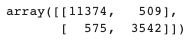 array([[11374,   509],
       [  575,  3542]])